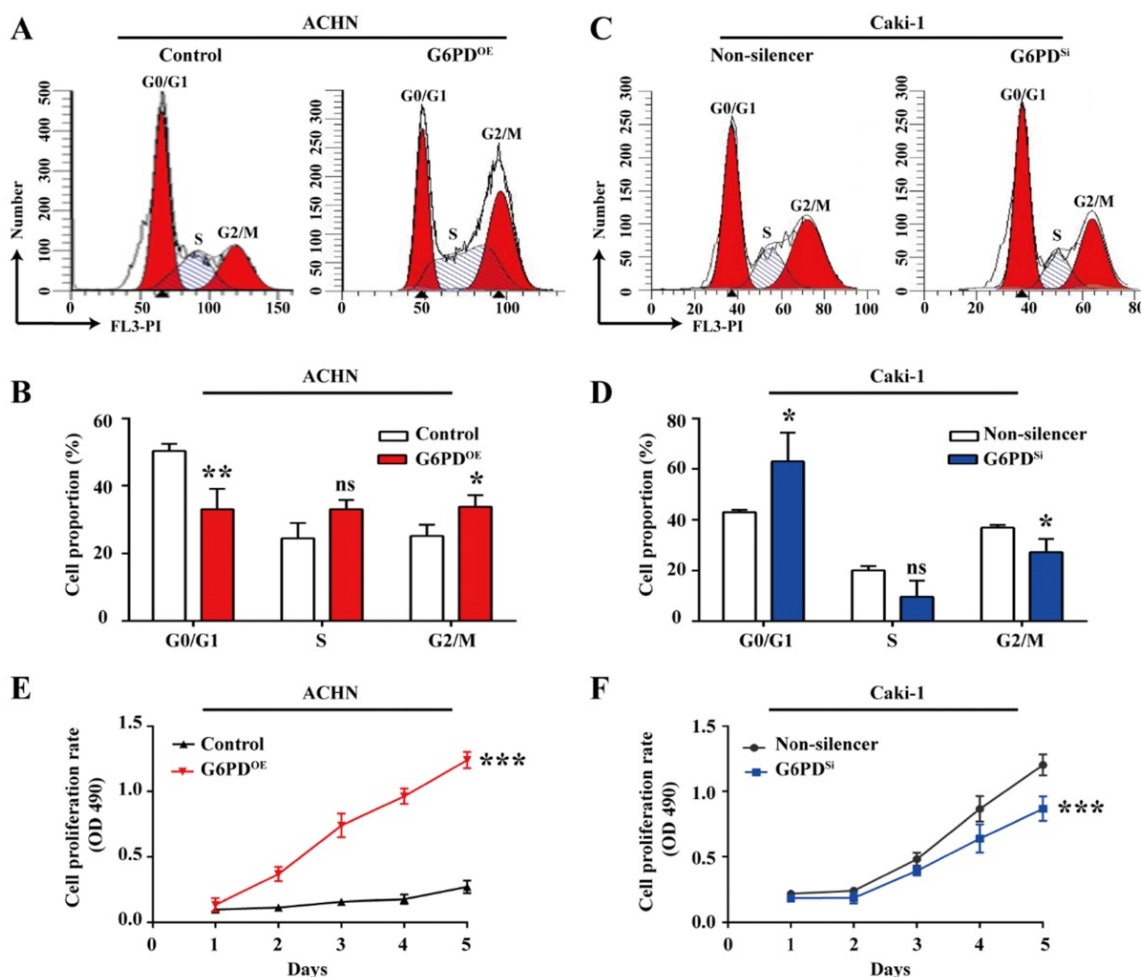 A
ACHN
Control
G6PD^OE
G0/G1
S
G2/M
G0/G1
S
G2/M
Number
500
400
300
200
100
0
0
50
100
150
350
300
250
200
150
100
50
0
0
50
100
FL3-PI
C
Caki-1
Non-silencer
G6PD^Si
G0/G1
S
G2/M
G0/G1
S
G2/M
Number
300
250
200
150
100
50
0
0
20
40
60
80
100
300
250
200
150
100
50
0
0
20
40
60
80
FL3-PI
B
ACHN
Cell proportion (%)
60
40
20
0
Control
G6PD^OE
**
ns
*
G0/G1
S
G2/M
D
Caki-1
Cell proportion (%)
80
60
40
20
0
Non-silencer
G6PD^Si
*
ns
*
G0/G1
S
G2/M
E
ACHN
Cell proliferation rate
(OD 490)
1.5
1.0
0.5
0.0
Control
G6PD^OE
***
0
1
2
3
4
5
Days
F
Caki-1
Cell proliferation rate
(OD 490)
1.5
1.0
0.5
0.0
Non-silencer
G6PD^Si
***
0
1
2
3
4
5
Days